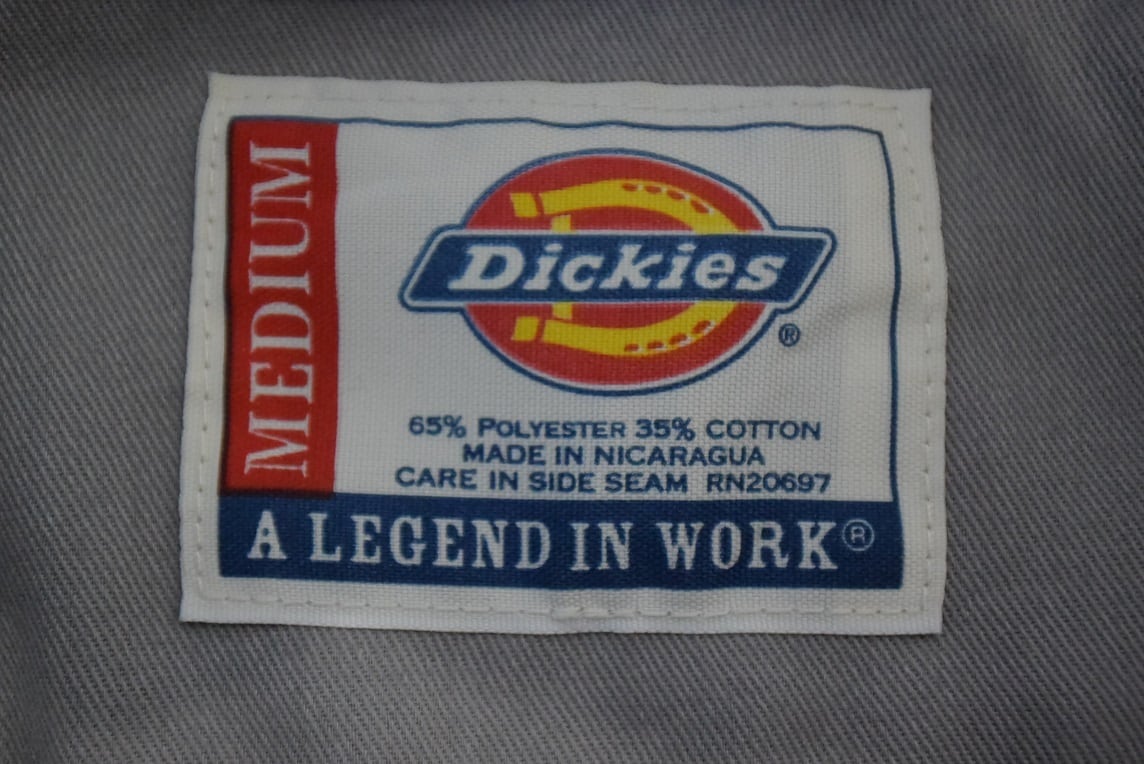 MEDIUM
Dickies
®
65% POLYESTER 35% COTTON
MADE IN NICARAGUA
CARE IN SIDE SEAM RN20697
A LEGEND IN WORK®